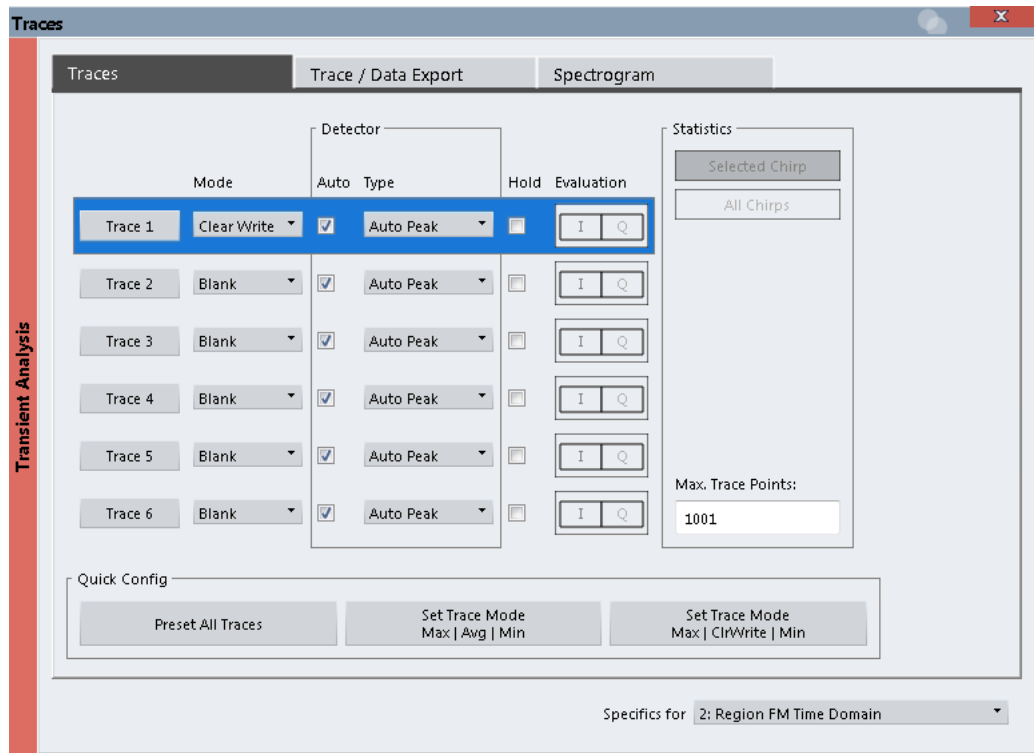 Traces
X
Transient Analysis
Traces
Trace / Data Export
Spectrogram
Detector
Statistics
Mode
Auto Type
Hold
Evaluation
Selected Chirp
All Chirps
Trace 1 Clear Write Auto Peak I Q
Trace 2 Blank Auto Peak I Q
Trace 3 Blank Auto Peak I Q
Trace 4 Blank Auto Peak I Q
Trace 5 Blank Auto Peak I Q
Trace 6 Blank Auto Peak I Q
Max. Trace Points:
1001
Quick Config
Preset All Traces
Set Trace Mode
Max | Avg | Min
Set Trace Mode
Max | ClrWrite | Min
Specifics for 2: Region FM Time Domain